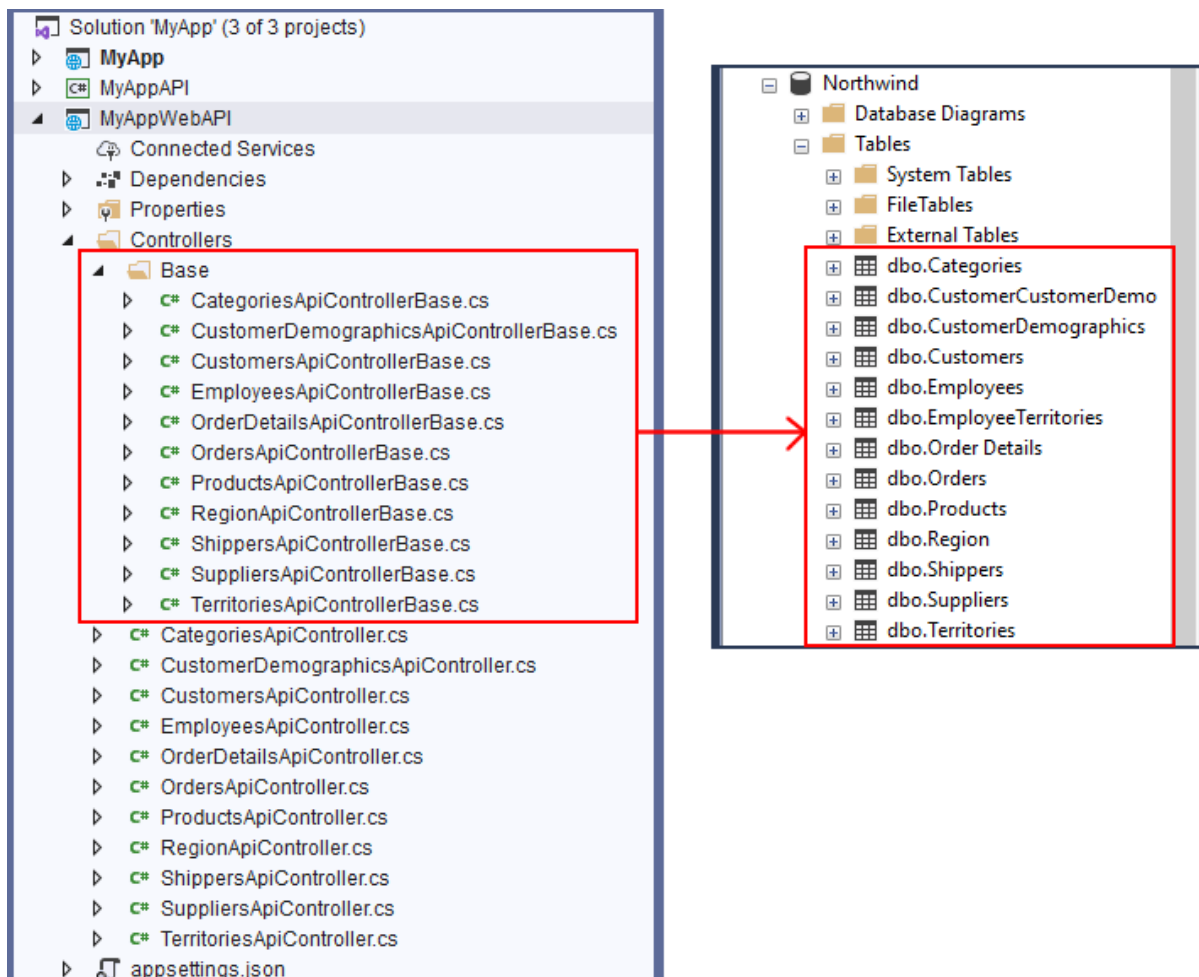 Solution 'MyApp' (3 of 3 projects)
MyApp
C# MyAppAPI
MyAppWebAPI
Connected Services
Dependencies
Properties
Controllers
Base
C# CategoriesApiControllerBase.cs
C# CustomerDemographicsApiControllerBase.cs
C# CustomersApiControllerBase.cs
C# EmployeesApiControllerBase.cs
C# OrderDetailsApiControllerBase.cs
C# OrdersApiControllerBase.cs
C# ProductsApiControllerBase.cs
C# RegionApiControllerBase.cs
C# ShippersApiControllerBase.cs
C# SuppliersApiControllerBase.cs
C# TerritoriesApiControllerBase.cs
C# CategoriesApiController.cs
C# CustomerDemographicsApiController.cs
C# CustomersApiController.cs
C# EmployeesApiController.cs
C# OrderDetailsApiController.cs
C# OrdersApiController.cs
C# ProductsApiController.cs
C# RegionApiController.cs
C# ShippersApiController.cs
C# SuppliersApiController.cs
C# TerritoriesApiController.cs
appsettings.json
Northwind
Database Diagrams
Tables
System Tables
FileTables
External Tables
dbo.Categories
dbo.CustomerCustomerDemo
dbo.CustomerDemographics
dbo.Customers
dbo.Employees
dbo.EmployeeTerritories
dbo.Order Details
dbo.Orders
dbo.Products
dbo.Region
dbo.Shippers
dbo.Suppliers
dbo.Territories